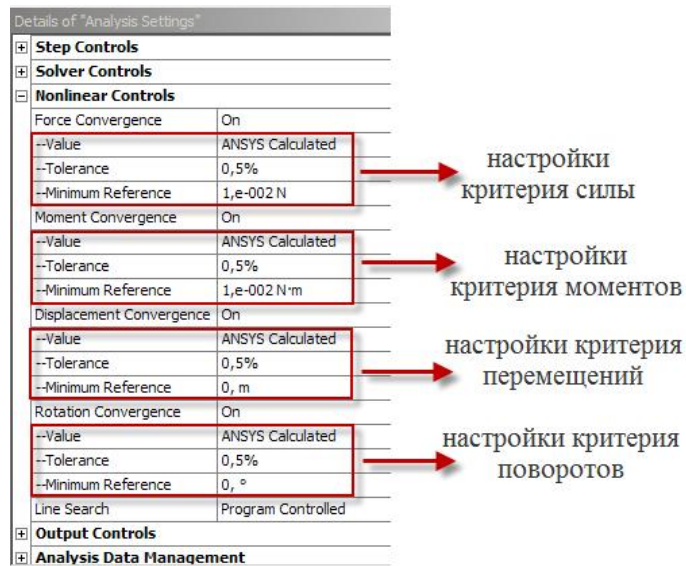 Details of "Analysis Settings"
Step Controls
Solver Controls
Nonlinear Controls
Force Convergence On
--Value ANSYS Calculated
--Tolerance 0,5%
--Minimum Reference 1,e-002 N
настройки
критерия силы
Moment Convergence On
--Value ANSYS Calculated
--Tolerance 0,5%
--Minimum Reference 1,e-002 N·m
настройки
критерия моментов
Displacement Convergence On
--Value ANSYS Calculated
--Tolerance 0,5%
--Minimum Reference 0, m
настройки критерия
перемещений
Rotation Convergence On
--Value ANSYS Calculated
--Tolerance 0,5%
--Minimum Reference 0, °
настройки критерия
поворотов
Line Search Program Controlled
Output Controls
Analysis Data Management